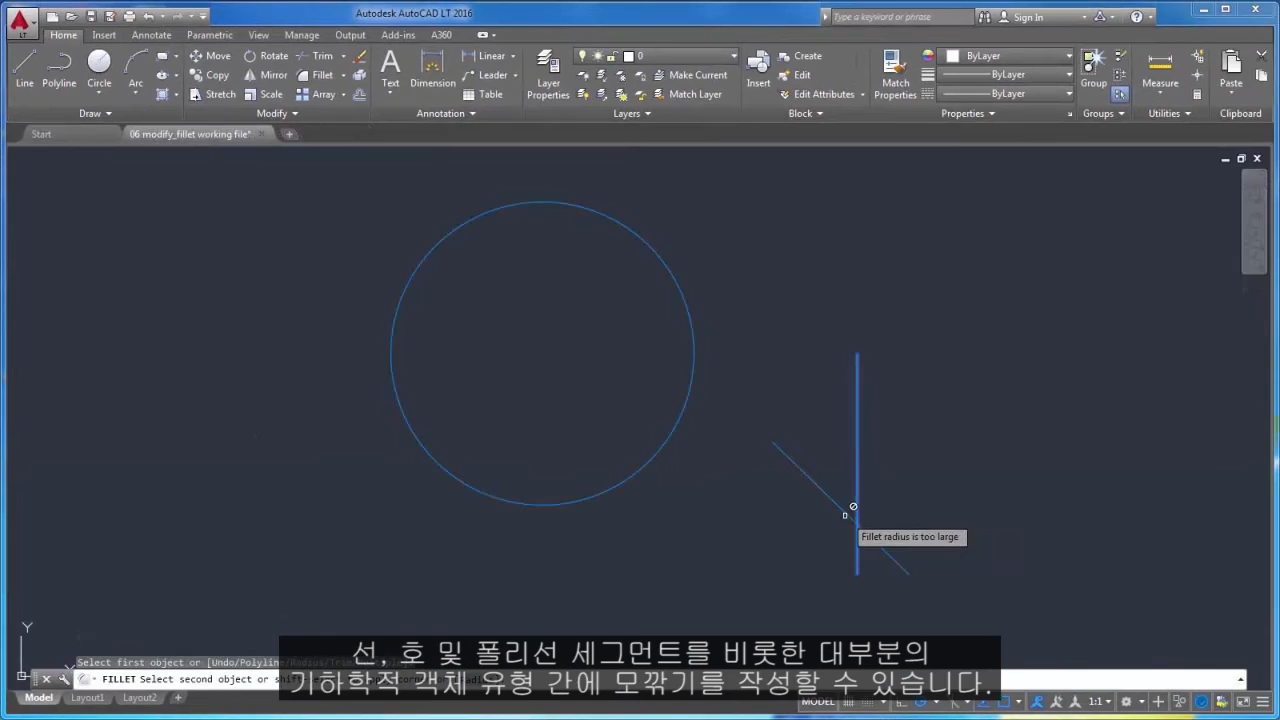 Autodesk AutoCAD LT 2016
Type a keyword or phrase
Sign In
LT
Home Insert Annotate Parametric View Manage Output Add-ins A360
Line Polyline Circle Arc
Move Rotate Trim
Copy Mirror Fillet
Stretch Scale Array
Text Dimension
Linear
Leader
Table
Layer Properties
0
Make Current
Match Layer
Insert
Create
Edit
Edit Attributes
Match Properties
ByLayer
ByLayer
ByLayer
Group Measure Paste
Draw Modify Annotation Layers Block Properties Groups Utilities Clipboard
Start 06 modify_fillet working file*
Fillet radius is too large
Y
Select first object or [Undo/Polyline/Radius/
FILLET Select second object or
선, 호 및 폴리선 세그먼트를 비롯한 대부분의
기하학적 객체 유형 간에 모깎기를 작성할 수 있습니다.
Model Layout1 Layout2 +
MODEL 1:1